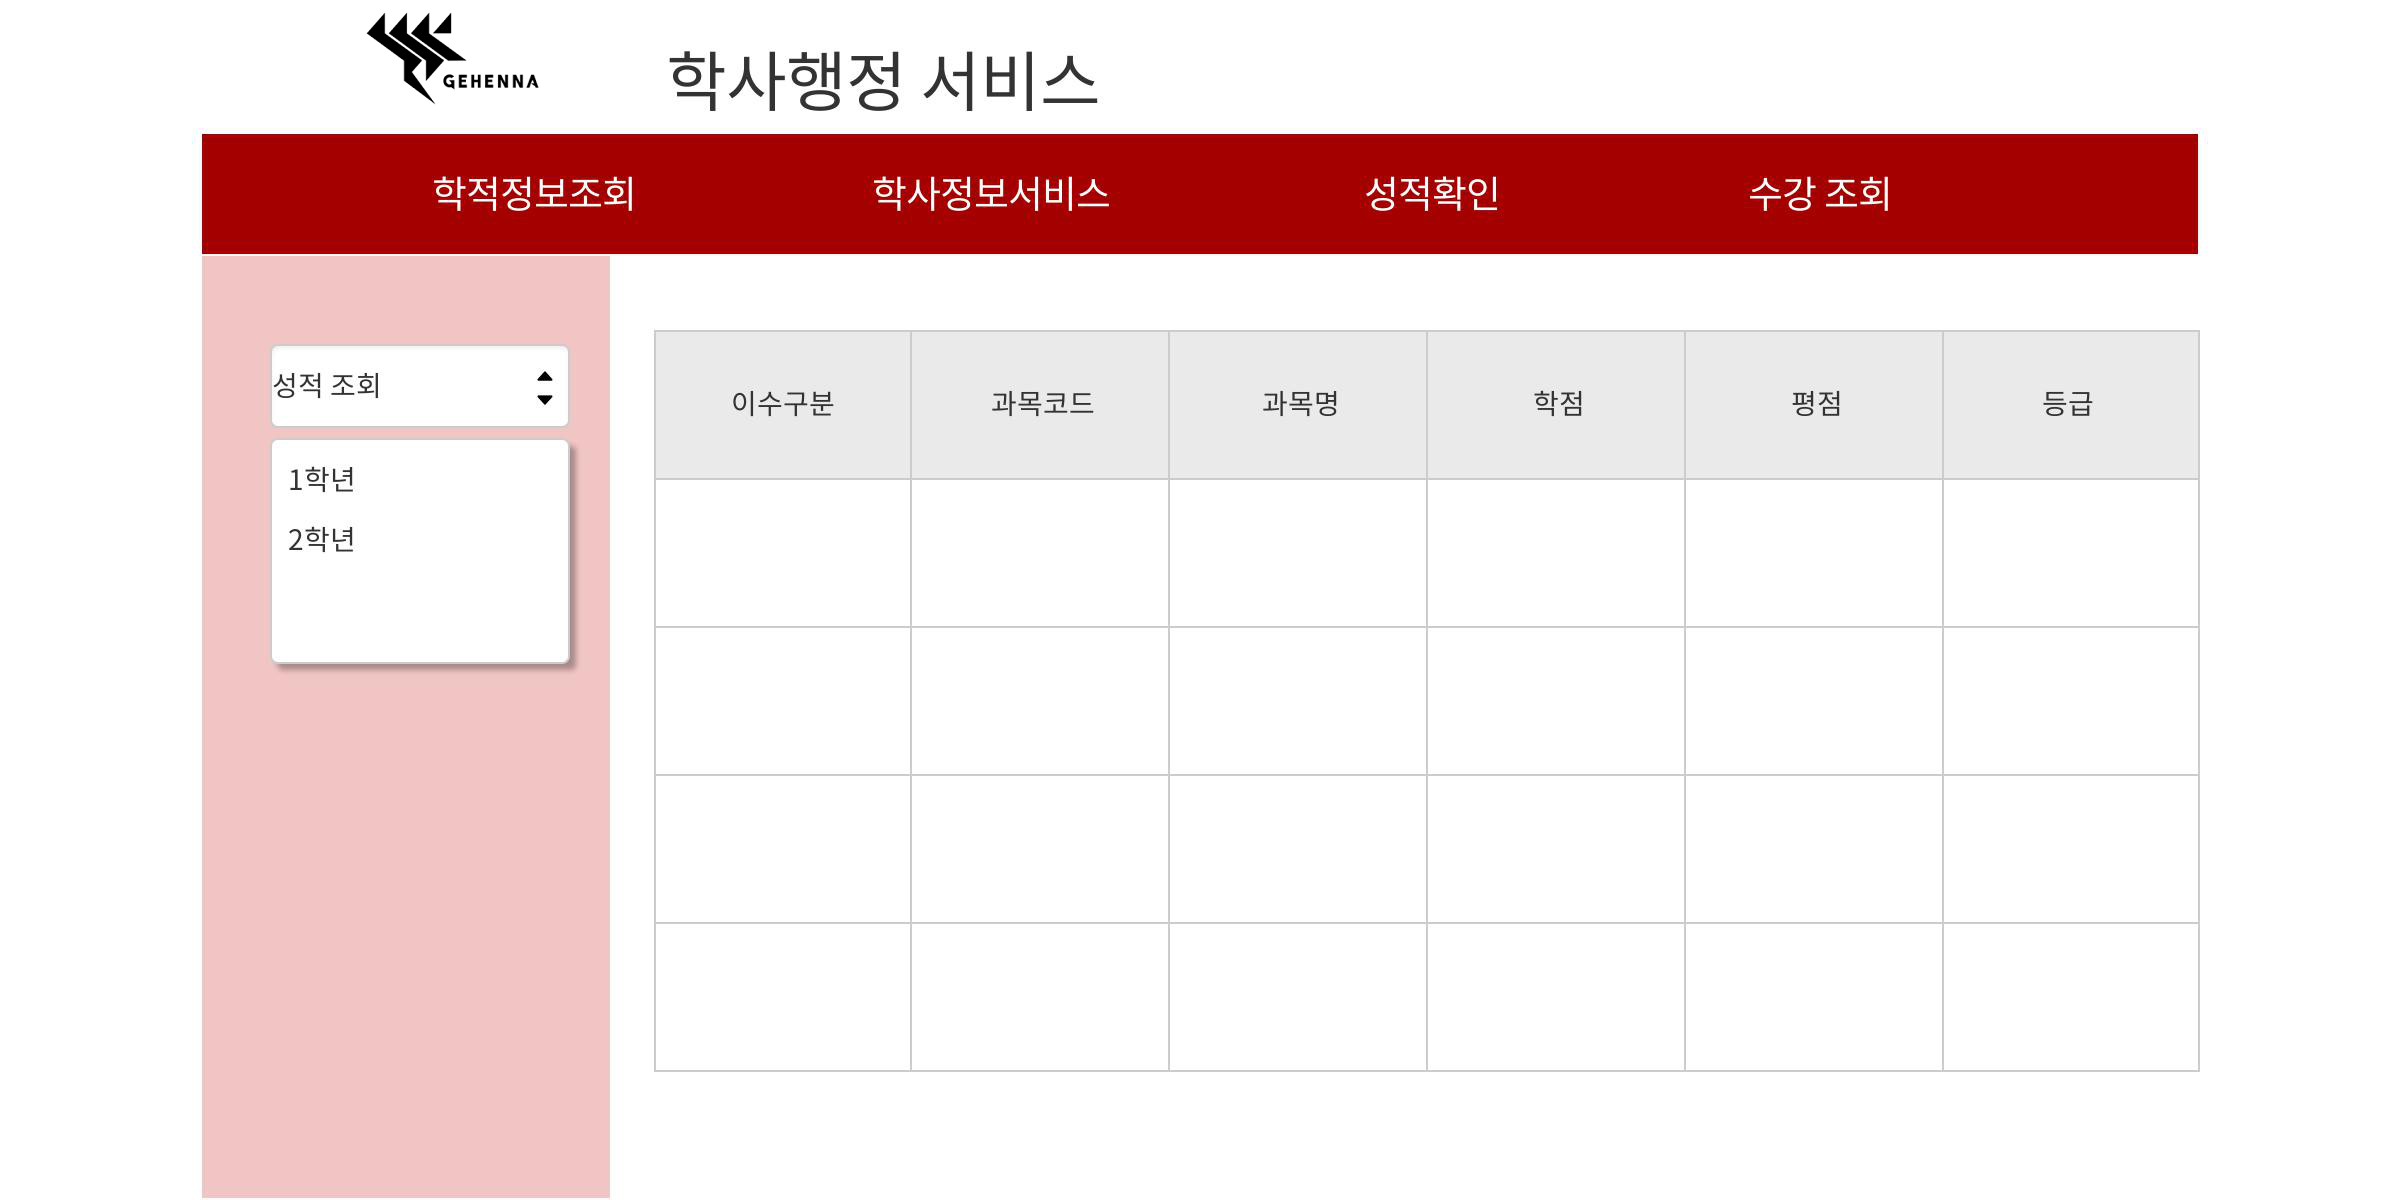 GEHENNA
학사행정 서비스
학적정보조회 학사정보서비스 성적확인 수강 조회
성적 조회
1학년
2학년
이수구분 과목코드 과목명 학점 평점 등급